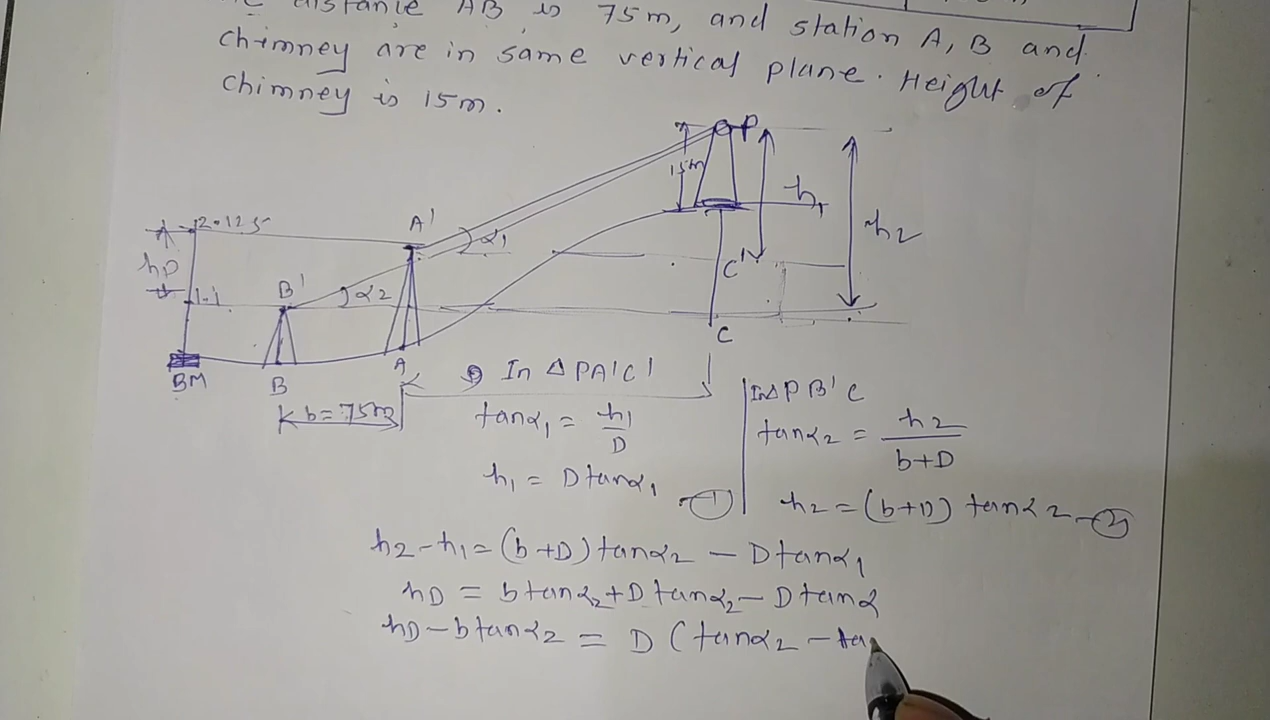 distance AB is 75m, and station A, B and
chimney are in same vertical plane. Height of
chimney is 15m.
P
15m
h1
h2
2.125
A'
α1
hD
C'
1.1
B'
α2
BM
B
A
C
b=75m
In Δ PA'C'
tanα1 = h1/D
h1 = D tanα1 - 1
In Δ P B' C
tanα2 = h2/b+D
h2 = (b+D) tanα2 - 2
h2-h1 = (b+D) tanα2 - D tanα1
hD = b tanα2 + D tanα2 - D tanα
hD - b tanα2 = D ( tanα2 - ta